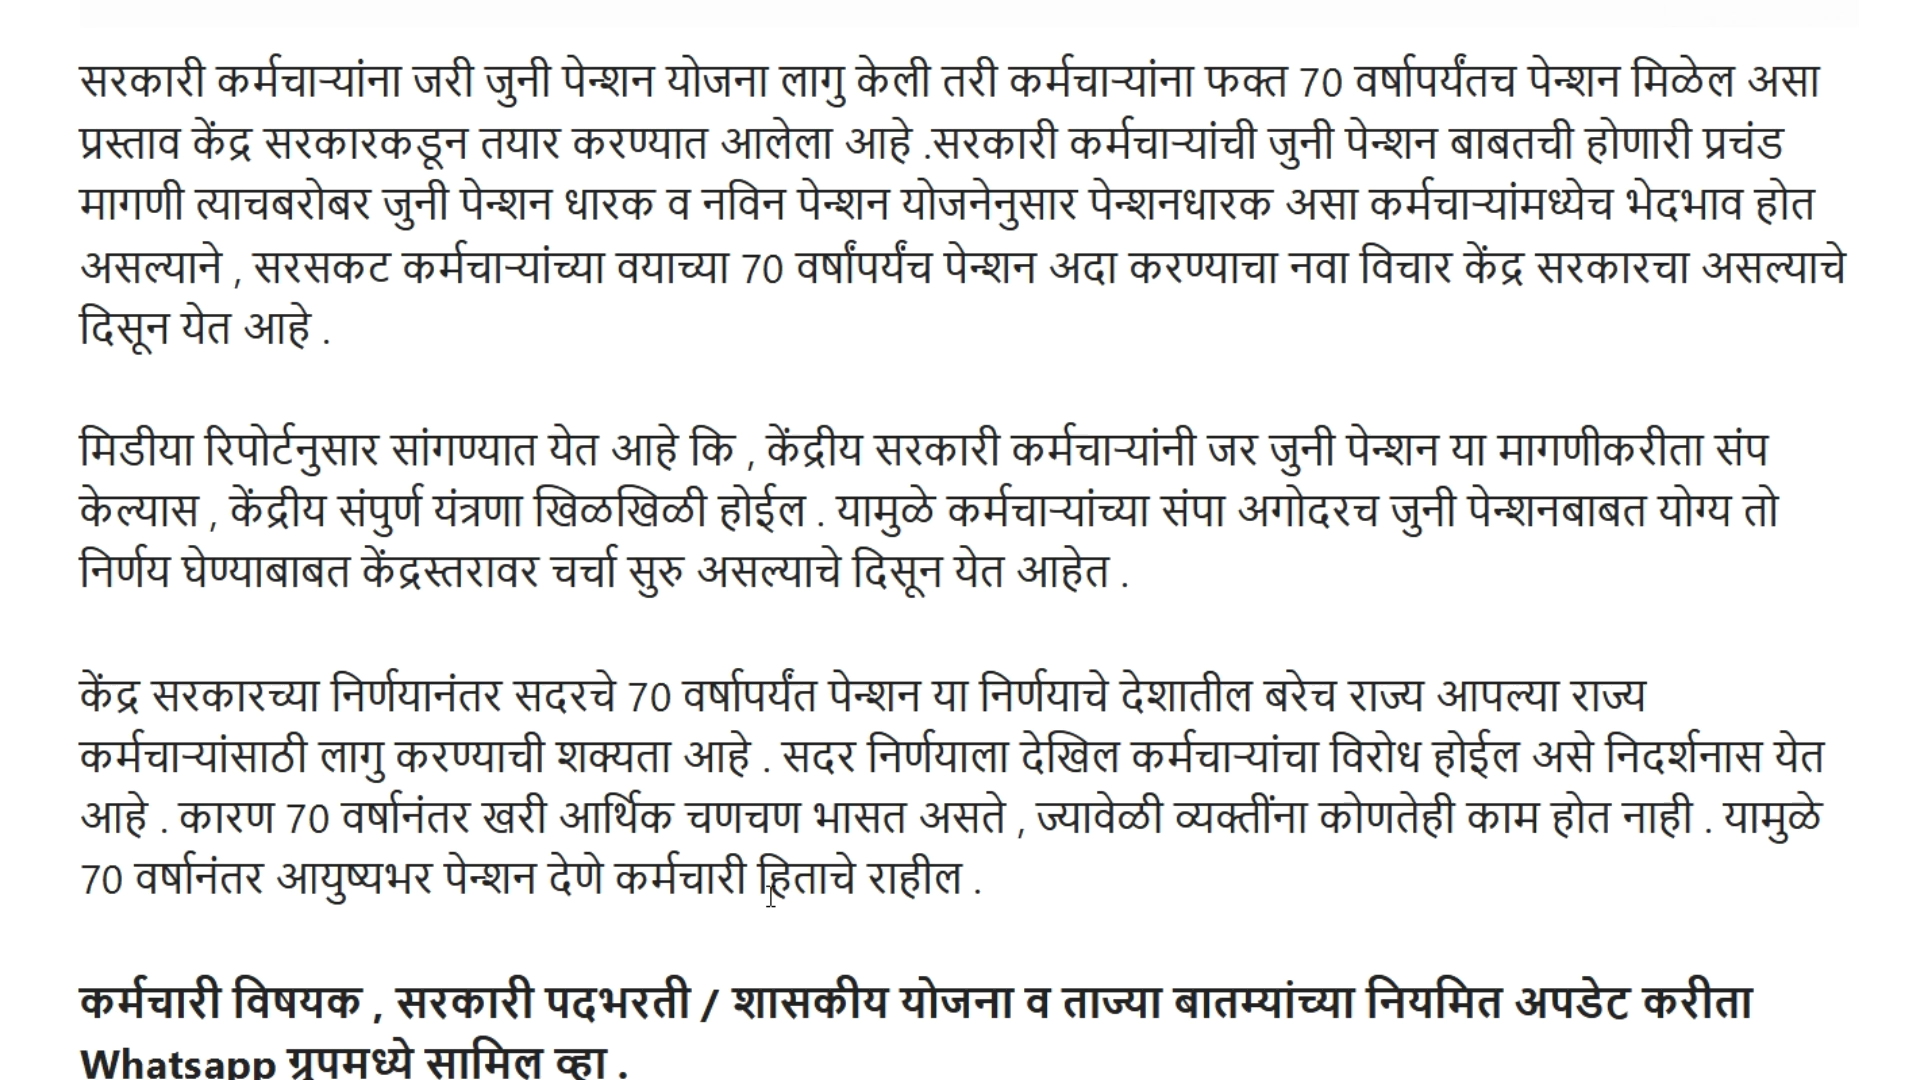 सरकारी कर्मचाऱ्यांना जरी जुनी पेन्शन योजना लागु केली तरी कर्मचाऱ्यांना फक्त 70 वर्षापर्यंतच पेन्शन मिळेल असा
प्रस्ताव केंद्र सरकारकडून तयार करण्यात आलेला आहे .सरकारी कर्मचाऱ्यांची जुनी पेन्शन बाबतची होणारी प्रचंड
मागणी त्याचबरोबर जुनी पेन्शन धारक व नविन पेन्शन योजनेनुसार पेन्शनधारक असा कर्मचाऱ्यांमध्येच भेदभाव होत
असल्याने , सरसकट कर्मचाऱ्यांच्या वयाच्या 70 वर्षांपर्यंच पेन्शन अदा करण्याचा नवा विचार केंद्र सरकारचा असल्याचे
दिसून येत आहे .
मिडीया रिपोर्टनुसार सांगण्यात येत आहे कि , केंद्रीय सरकारी कर्मचाऱ्यांनी जर जुनी पेन्शन या मागणीकरीता संप
केल्यास , केंद्रीय संपुर्ण यंत्रणा खिळखिळी होईल . यामुळे कर्मचाऱ्यांच्या संपा अगोदरच जुनी पेन्शनबाबत योग्य तो
निर्णय घेण्याबाबत केंद्रस्तरावर चर्चा सुरु असल्याचे दिसून येत आहेत .
केंद्र सरकारच्या निर्णयानंतर सदरचे 70 वर्षापर्यंत पेन्शन या निर्णयाचे देशातील बरेच राज्य आपल्या राज्य
कर्मचाऱ्यांसाठी लागु करण्याची शक्यता आहे . सदर निर्णयाला देखिल कर्मचाऱ्यांचा विरोध होईल असे निदर्शनास येत
आहे . कारण 70 वर्षानंतर खरी आर्थिक चणचण भासत असते , ज्यावेळी व्यक्तींना कोणतेही काम होत नाही . यामुळे
70 वर्षानंतर आयुष्यभर पेन्शन देणे कर्मचारी हिताचे राहील .
कर्मचारी विषयक , सरकारी पदभरती / शासकीय योजना व ताज्या बातम्यांच्या नियमित अपडेट करीता
Whatsapp ग्रुपमध्ये सामिल व्हा .